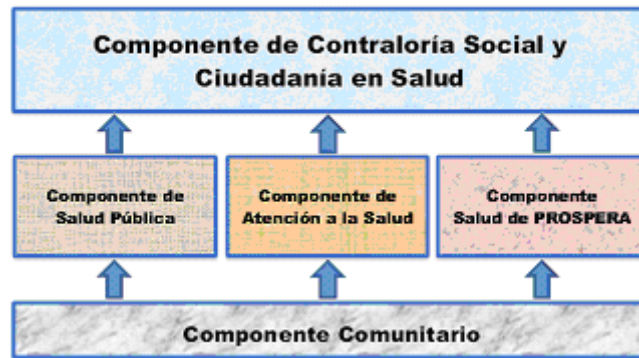 Componente de Contraloría Social y
Ciudadanía en Salud
Componente de
Salud Pública
Componente de
Atención a la Salud
Componente
Salud de PROSPERA
Componente Comunitario